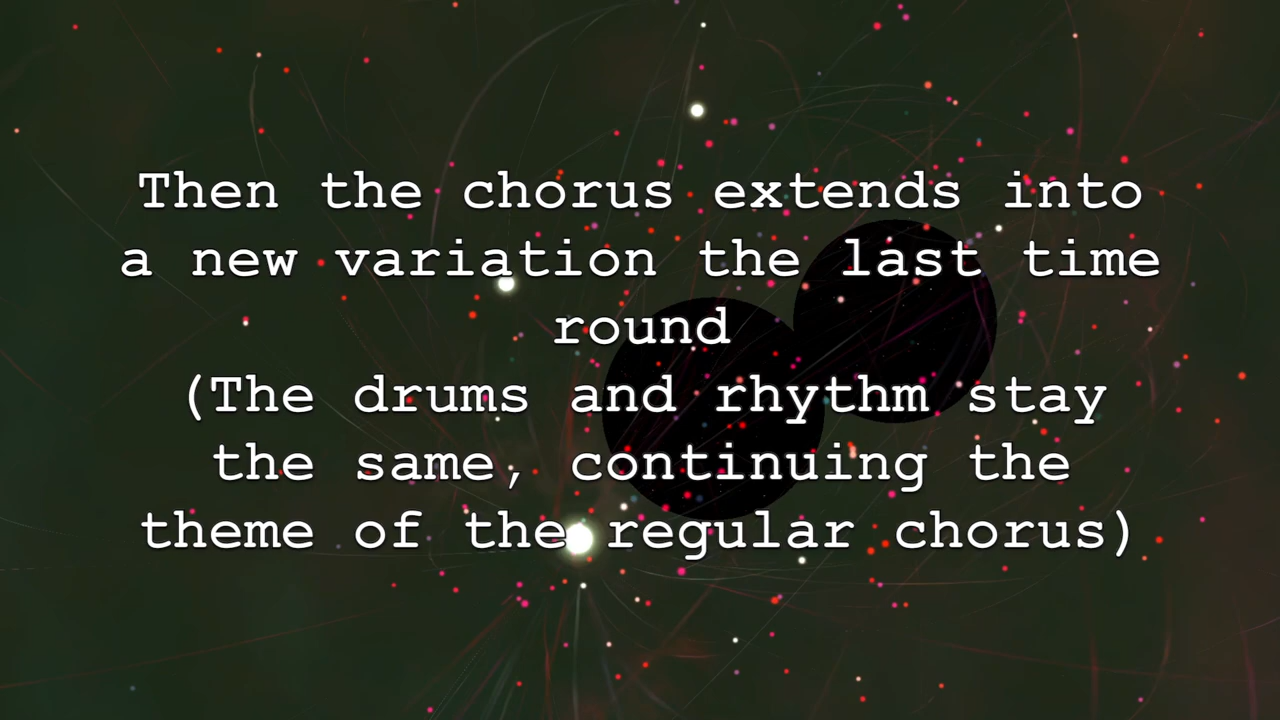 Then the chorus extends into
a new variation the last time
round
(The drums and rhythm stay
the same, continuing the
theme of the regular chorus)